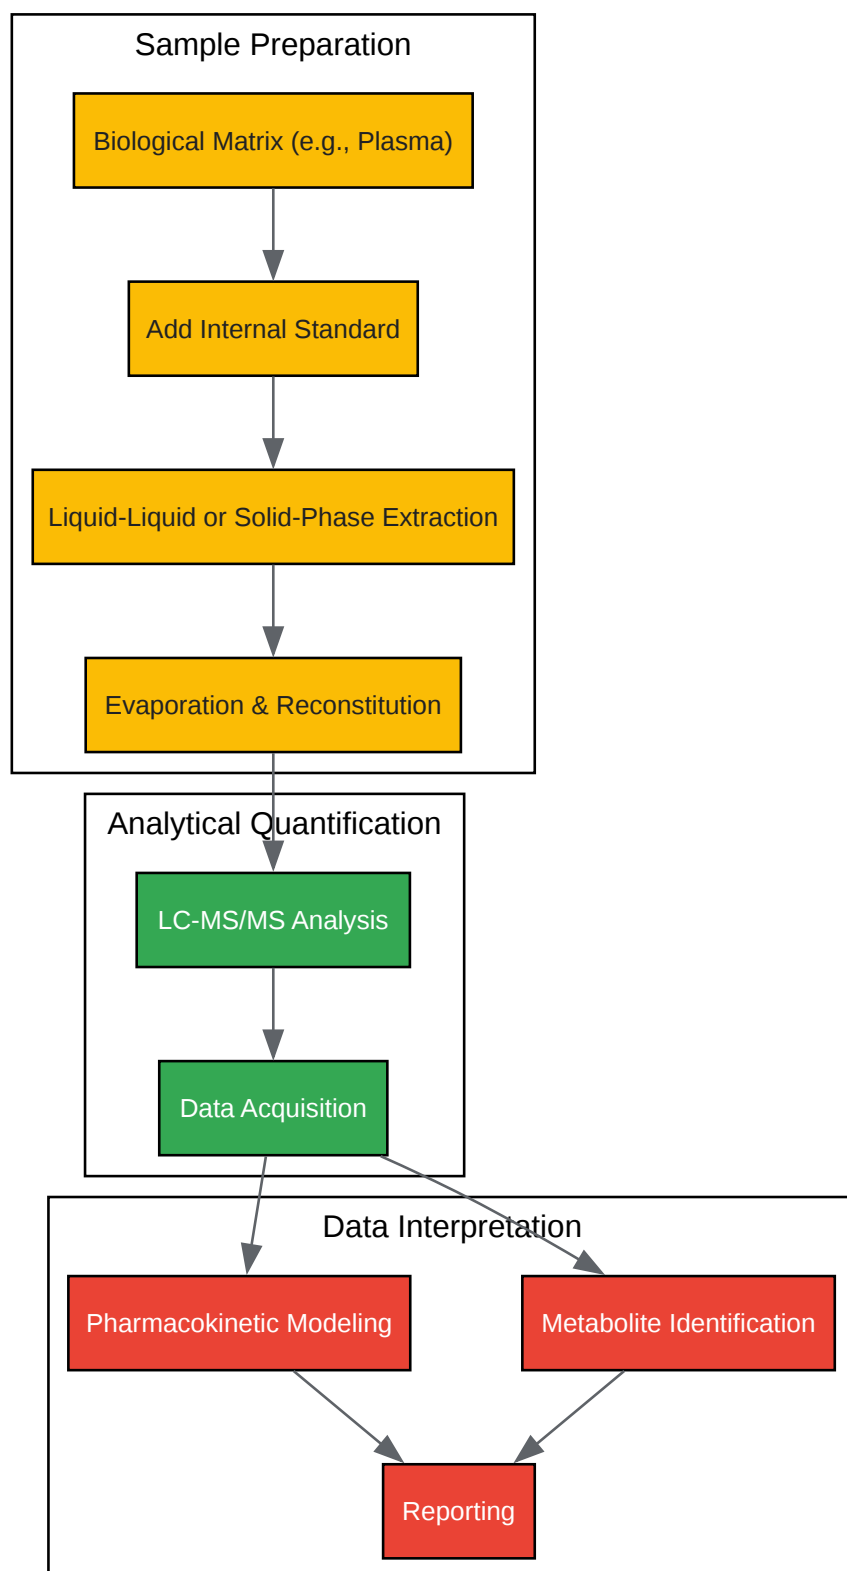 Sample Preparation
Biological Matrix (e.g., Plasma)
Add Internal Standard
Liquid-Liquid or Solid-Phase Extraction
Evaporation & Reconstitution
Analytical Quantification
LC-MS/MS Analysis
Data Acquisition
Data Interpretation
Pharmacokinetic Modeling
Metabolite Identification
Reporting